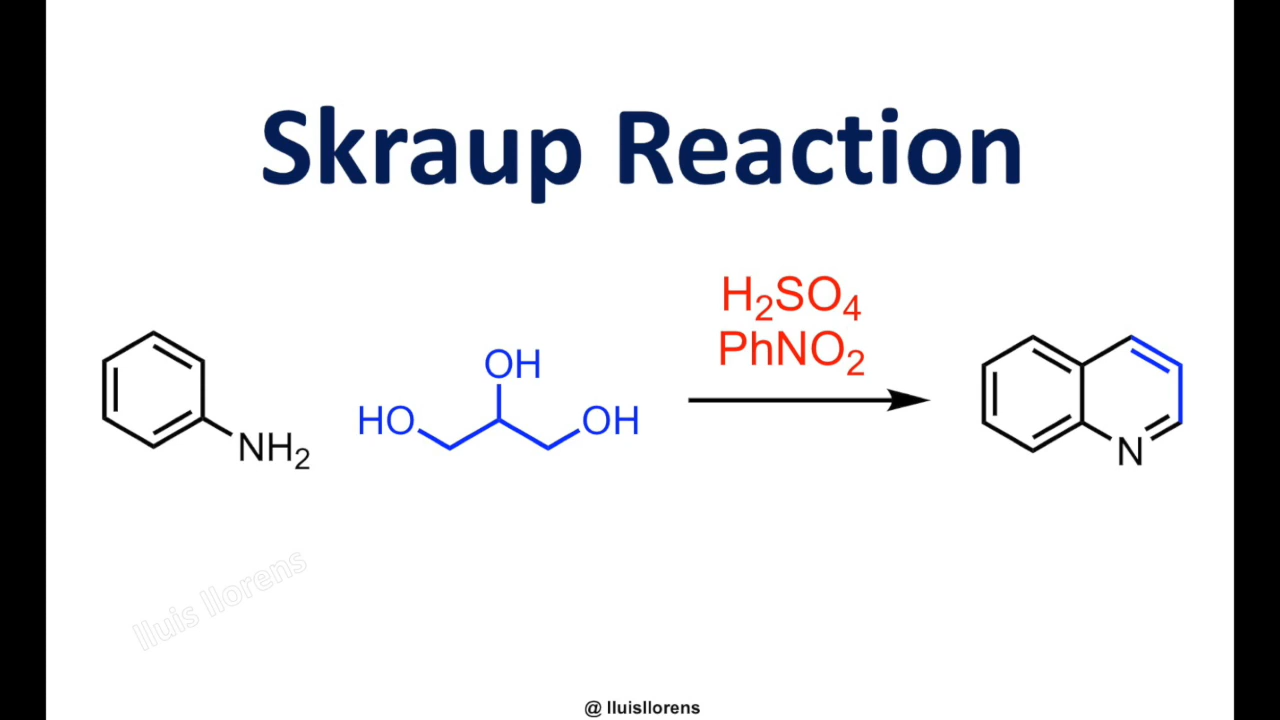 Skraup Reaction
H₂SO₄
PhNO₂
OH
HO
OH
NH₂
N
lluis llorens
@ lluisllorens